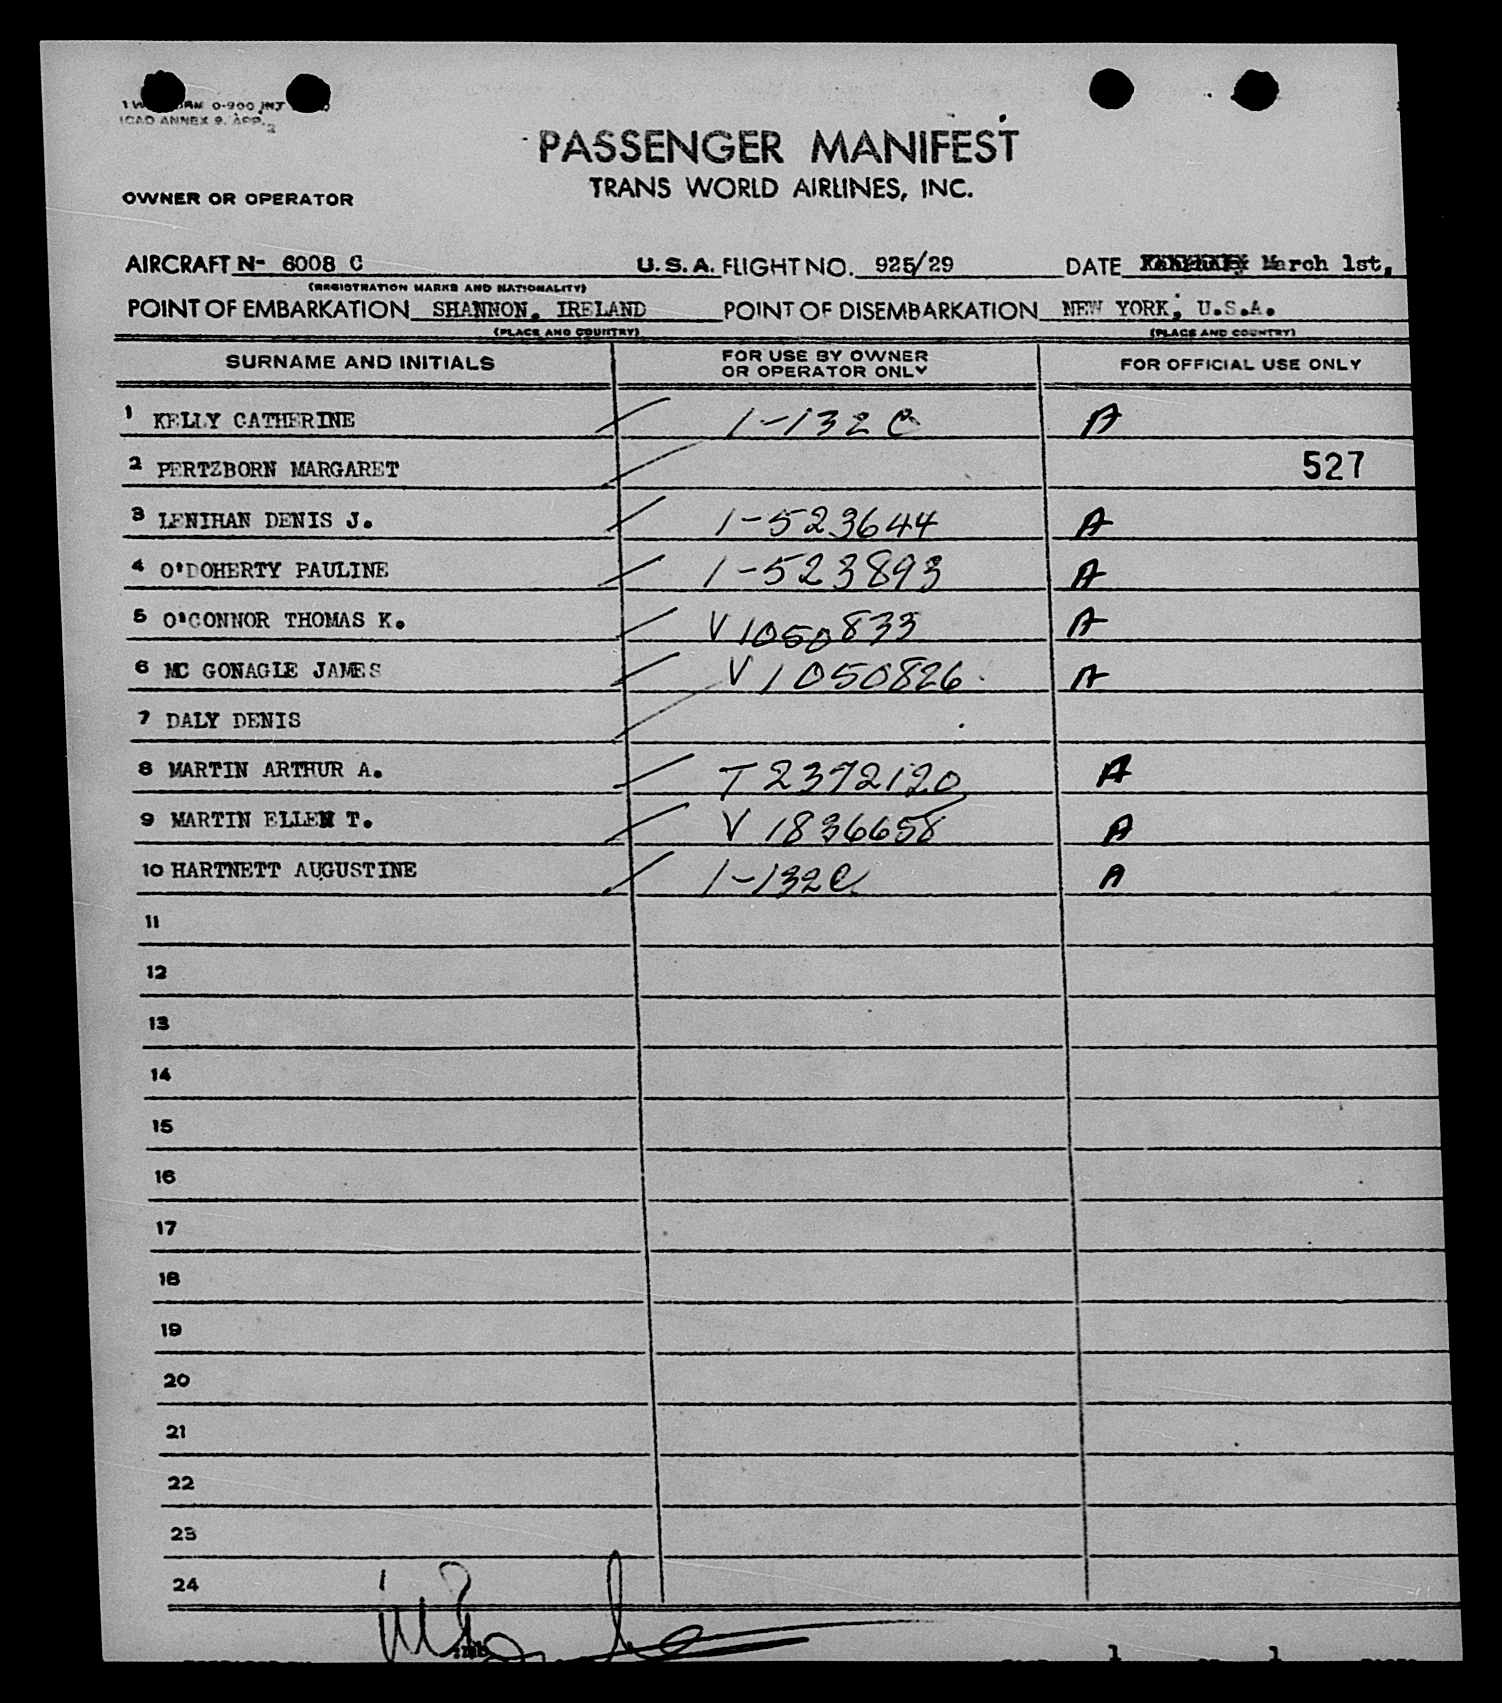 ICAO ANNEX 9, APP. 2
PASSENGER MANIFEST
TRANS WORLD AIRLINES, INC.
OWNER OR OPERATOR
AIRCRAFT N- 6008 C U.S.A. FLIGHT NO. 925/29 DATE March 1st,
(REGISTRATION MARKS AND NATIONALITY)
POINT OF EMBARKATION SHANNON, IRELAND POINT OF DISEMBARKATION NEW YORK, U.S.A.
(PLACE AND COUNTRY) (PLACE AND COUNTRY)
SURNAME AND INITIALS FOR USE BY OWNER OR OPERATOR ONLY FOR OFFICIAL USE ONLY
1 KELLY CATHERINE 1-132 C A
2 PERTZBORN MARGARET 527
3 LENIHAN DENIS J. 1-523644 A
4 O'DOHERTY PAULINE 1-523893 A
5 O'CONNOR THOMAS K. V1050833 A
6 MC GONAGLE JAMES V1050826 A
7 DALY DENIS
8 MARTIN ARTHUR A. T2372120 A
9 MARTIN ELLEN T. V1836658 A
10 HARTNETT AUGUSTINE 1-132C A
11
12
13
14
15
16
17
18
19
20
21
22
23
24
1 1